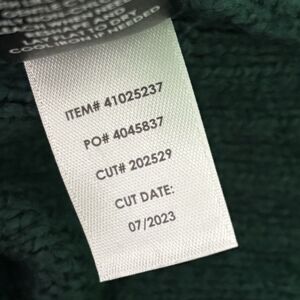 COOL IRON IF NEEDED
ITEM# 41025237
PO# 4045837
CUT# 202529
CUT DATE:
07/2023